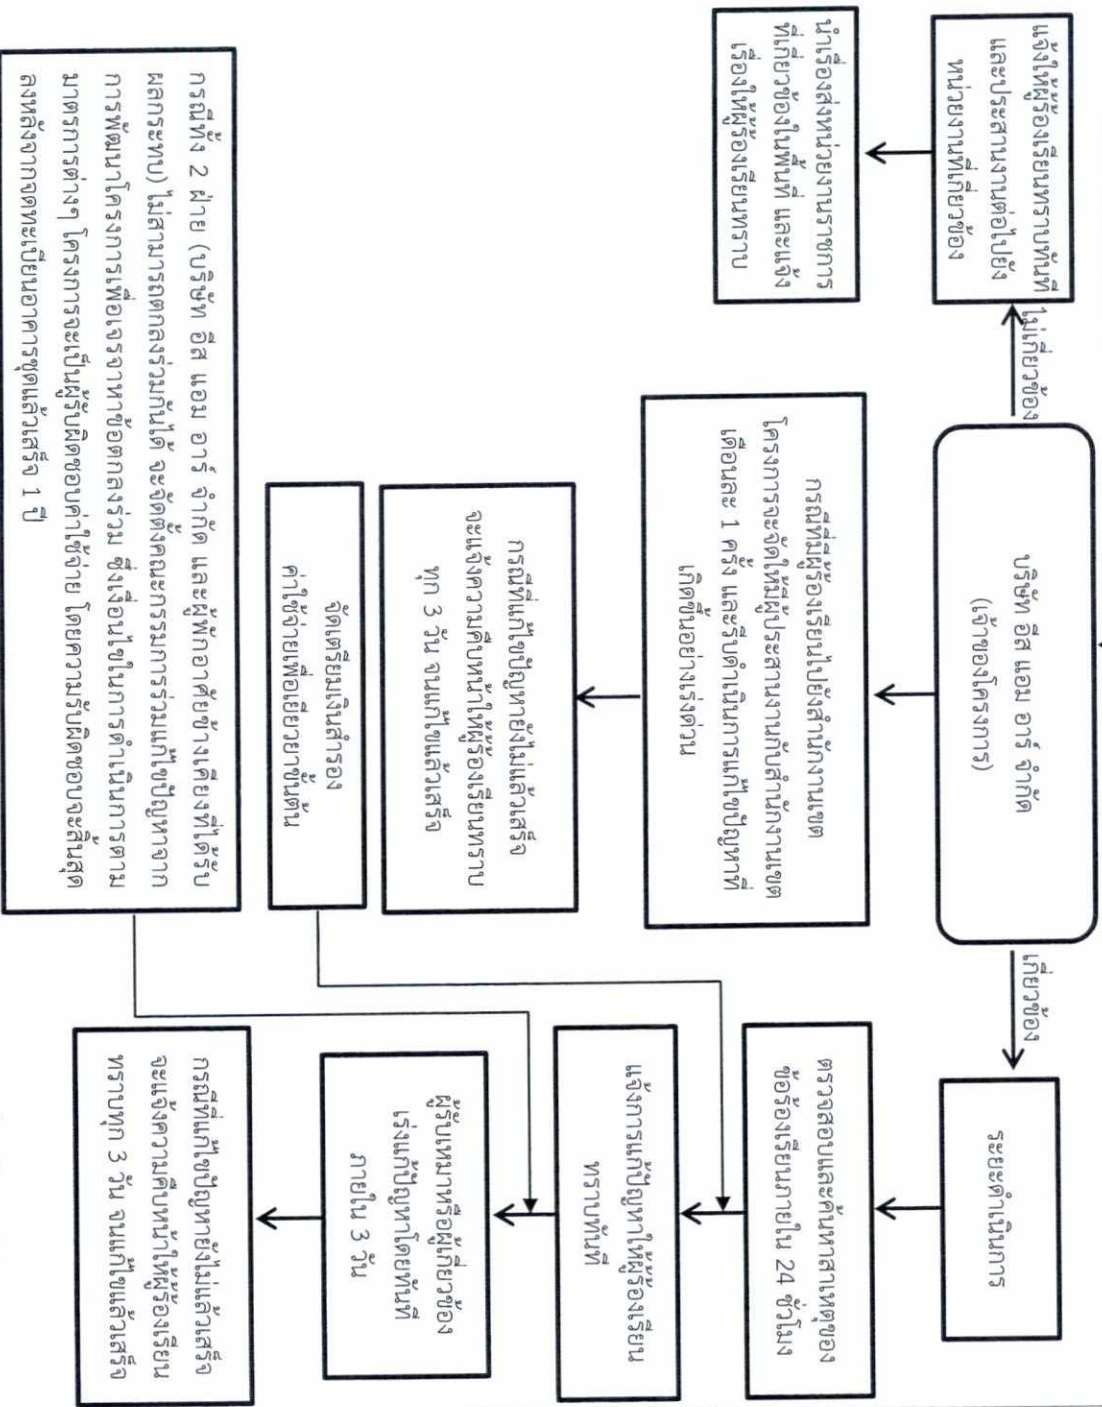 บริษัท อีส แอม อาร์ จำกัด
(เจ้าของโครงการ)
ไม่เกี่ยวข้อง
เกี่ยวข้อง
แจ้งให้ผู้ร้องเรียนทราบทันที
และประสานงานต่อไปยัง
หน่วยงานที่เกี่ยวข้อง
นำเรื่องส่งหน่วยงานราชการ
ที่เกี่ยวข้องในพื้นที่ และแจ้ง
เรื่องให้ผู้ร้องเรียนทราบ
กรณีที่มีผู้ร้องเรียนไปยังสำนักงานเขต
โครงการจะจัดให้มีผู้ประสานงานกับสำนักงานเขต
เดือนละ 1 ครั้ง และรีบดำเนินการแก้ไขปัญหาที่
เกิดขึ้นอย่างเร่งด่วน
กรณีที่แก้ไขปัญหายังไม่แล้วเสร็จ
จะแจ้งความคืบหน้าให้ผู้ร้องเรียนทราบ
ทุก 3 วัน จนแก้ไขแล้วเสร็จ
ระยะดำเนินการ
ตรวจสอบและค้นหาสาเหตุของ
ข้อร้องเรียนภายใน 24 ชั่วโมง
แจ้งการแก้ปัญหาให้ผู้ร้องเรียน
ทราบทันที
ผู้รับเหมาหรือผู้เกี่ยวข้อง
เร่งแก้ปัญหาโดยทันที
ภายใน 3 วัน
กรณีที่แก้ไขปัญหายังไม่แล้วเสร็จ
จะแจ้งความคืบหน้าให้ผู้ร้องเรียน
ทราบทุก 3 วัน จนแก้ไขแล้วเสร็จ
จัดเตรียมเงินสำรอง
ค่าใช้จ่ายเพื่อเยียวยาขั้นต้น
กรณีทั้ง 2 ฝ่าย (บริษัท อีส แอม อาร์ จำกัด และผู้พักอาศัยข้างเคียงที่ได้รับ
ผลกระทบ) ไม่สามารถตกลงร่วมกันได้ จะจัดตั้งคณะกรรมการร่วมแก้ไขปัญหาจาก
การพัฒนาโครงการเพื่อเจรจาหาข้อตกลงร่วม ซึ่งเงื่อนไขในการดำเนินการตาม
มาตรการต่างๆ โครงการจะเป็นผู้รับผิดชอบค่าใช้จ่าย โดยความรับผิดชอบจะสิ้นสุด
ลงหลังจากจดทะเบียนอาคารชุดแล้วเสร็จ 1 ปี